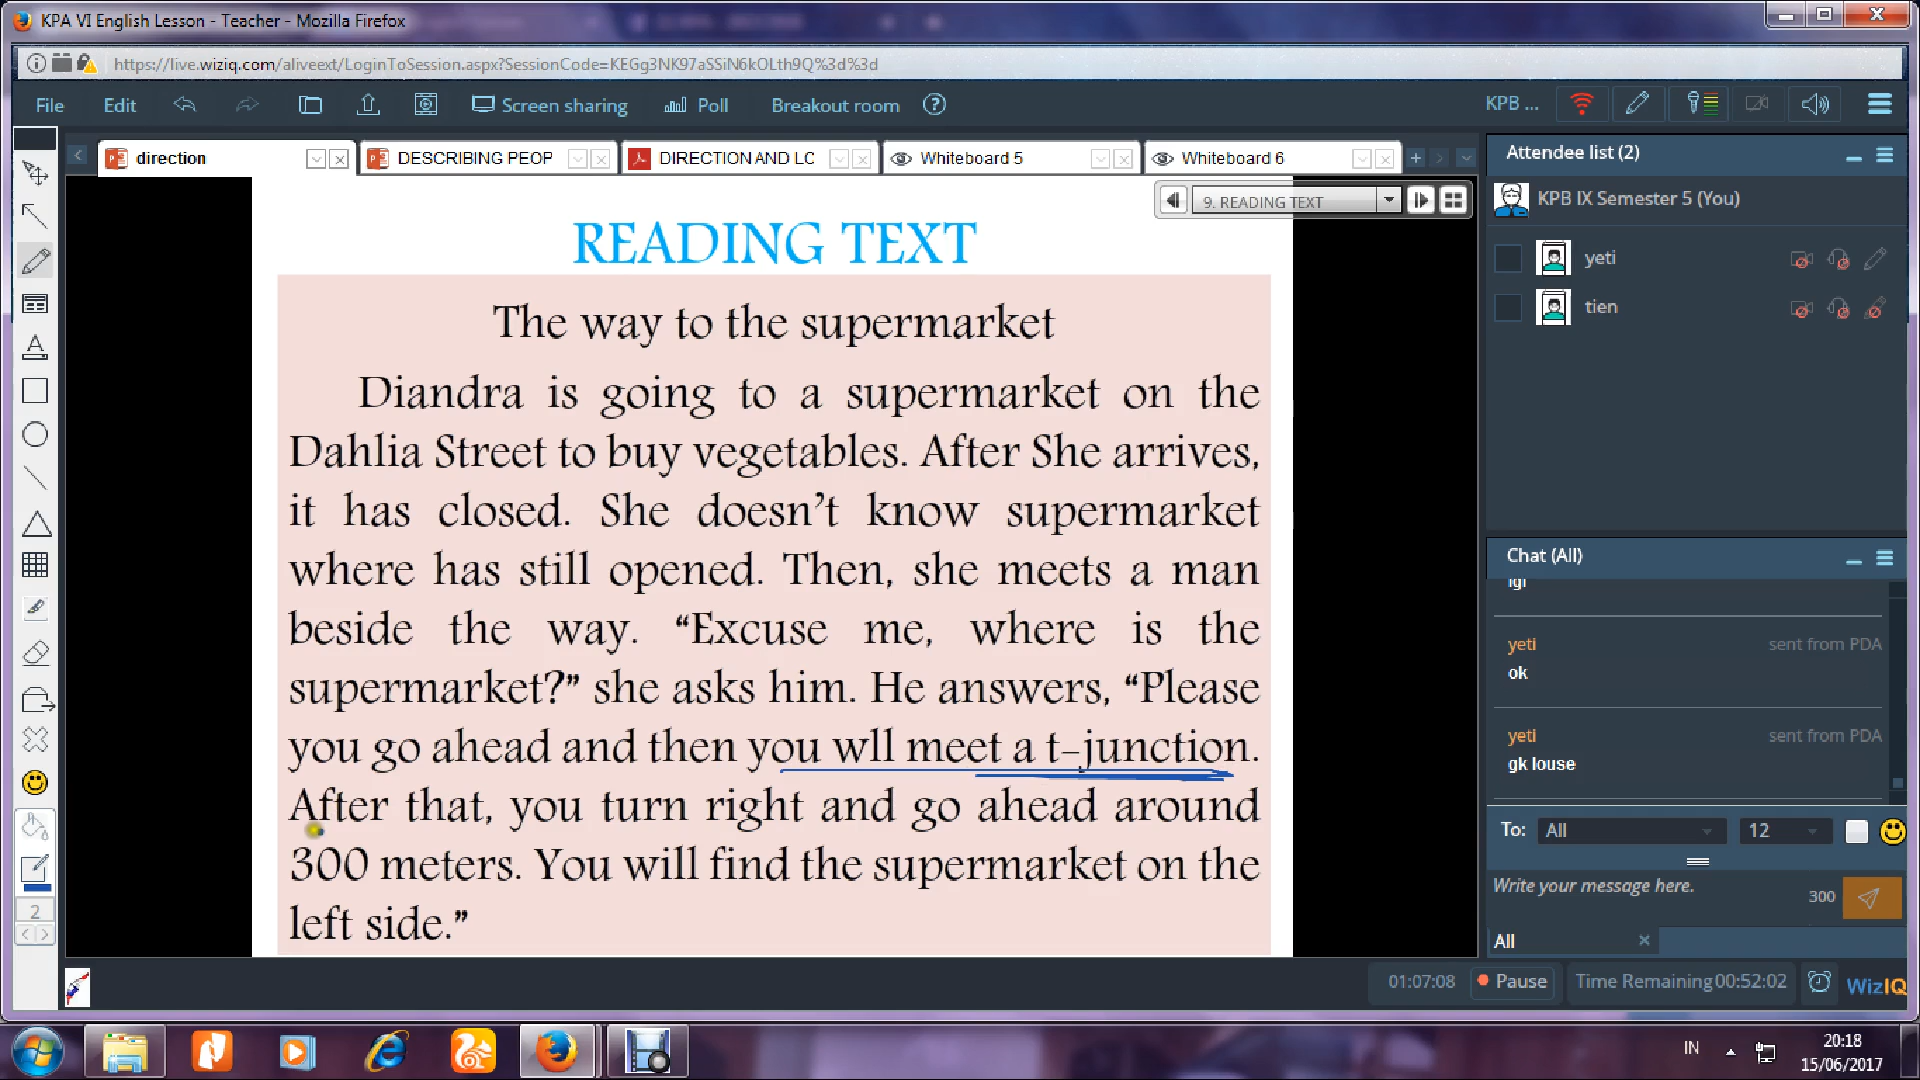 KPA VI English Lesson - Teacher - Mozilla Firefox
https://live.wiziq.com/aliveext/LoginToSession.aspx?SessionCode=KEGg3NK97aSSiN6kOLth9Q%3d%3d
File Edit Screen sharing Poll Breakout room KPB ...
direction DESCRIBING PEOP DIRECTION AND LC Whiteboard 5 Whiteboard 6
9. READING TEXT
READING TEXT
The way to the supermarket
Diandra is going to a supermarket on the
Dahlia Street to buy vegetables. After She arrives,
it has closed. She doesn't know supermarket
where has still opened. Then, she meets a man
beside the way. “Excuse me, where is the
supermarket?” she asks him. He answers, “Please
you go ahead and then you wll meet a t-junction.
After that, you turn right and go ahead around
300 meters. You will find the supermarket on the
left side.”
2
Attendee list (2)
KPB IX Semester 5 (You)
yeti
tien
Chat (All)
yeti sent from PDA
ok
yeti sent from PDA
gk louse
To: All 12
Write your message here. 300
All
01:07:08 Pause Time Remaining 00:52:02 WizIQ
IN 20:18
15/06/2017